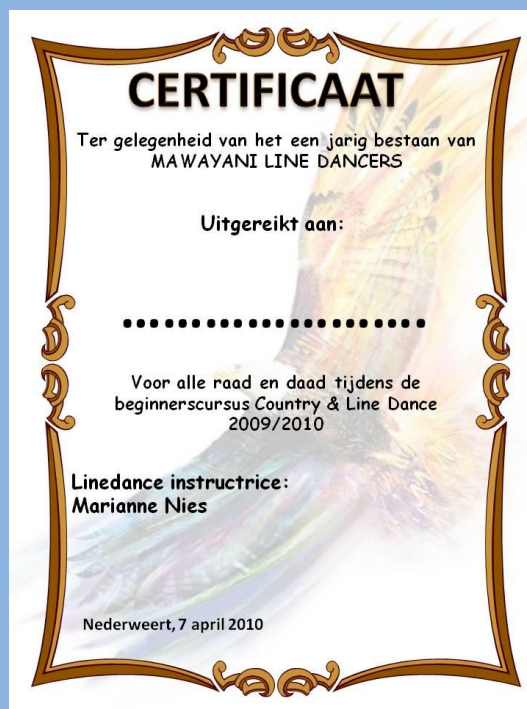 CERTIFICAAT
Ter gelegenheid van het een jarig bestaan van
MAWAYANI LINE DANCERS
Uitgereikt aan:
......................
Voor alle raad en daad tijdens de
beginnerscursus Country & Line Dance
2009/2010
Linedance instructrice:
Marianne Nies
Nederweert, 7 april 2010